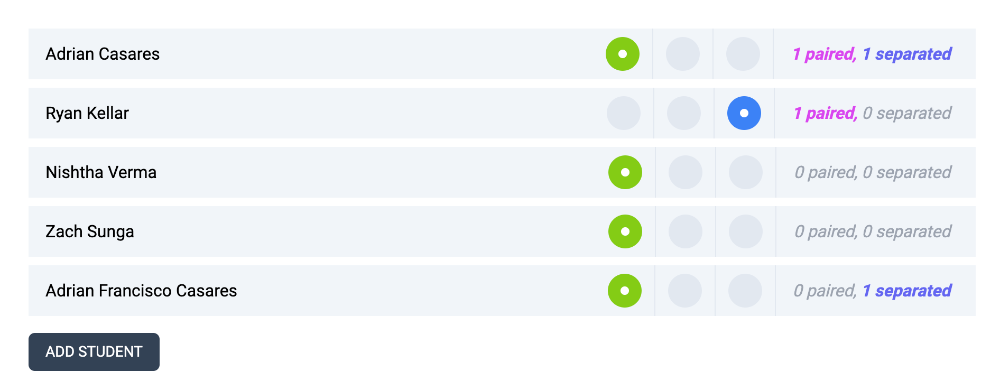 Adrian Casares 1 paired, 1 separated
Ryan Kellar 1 paired, 0 separated
Nishtha Verma 0 paired, 0 separated
Zach Sunga 0 paired, 0 separated
Adrian Francisco Casares 0 paired, 1 separated
ADD STUDENT